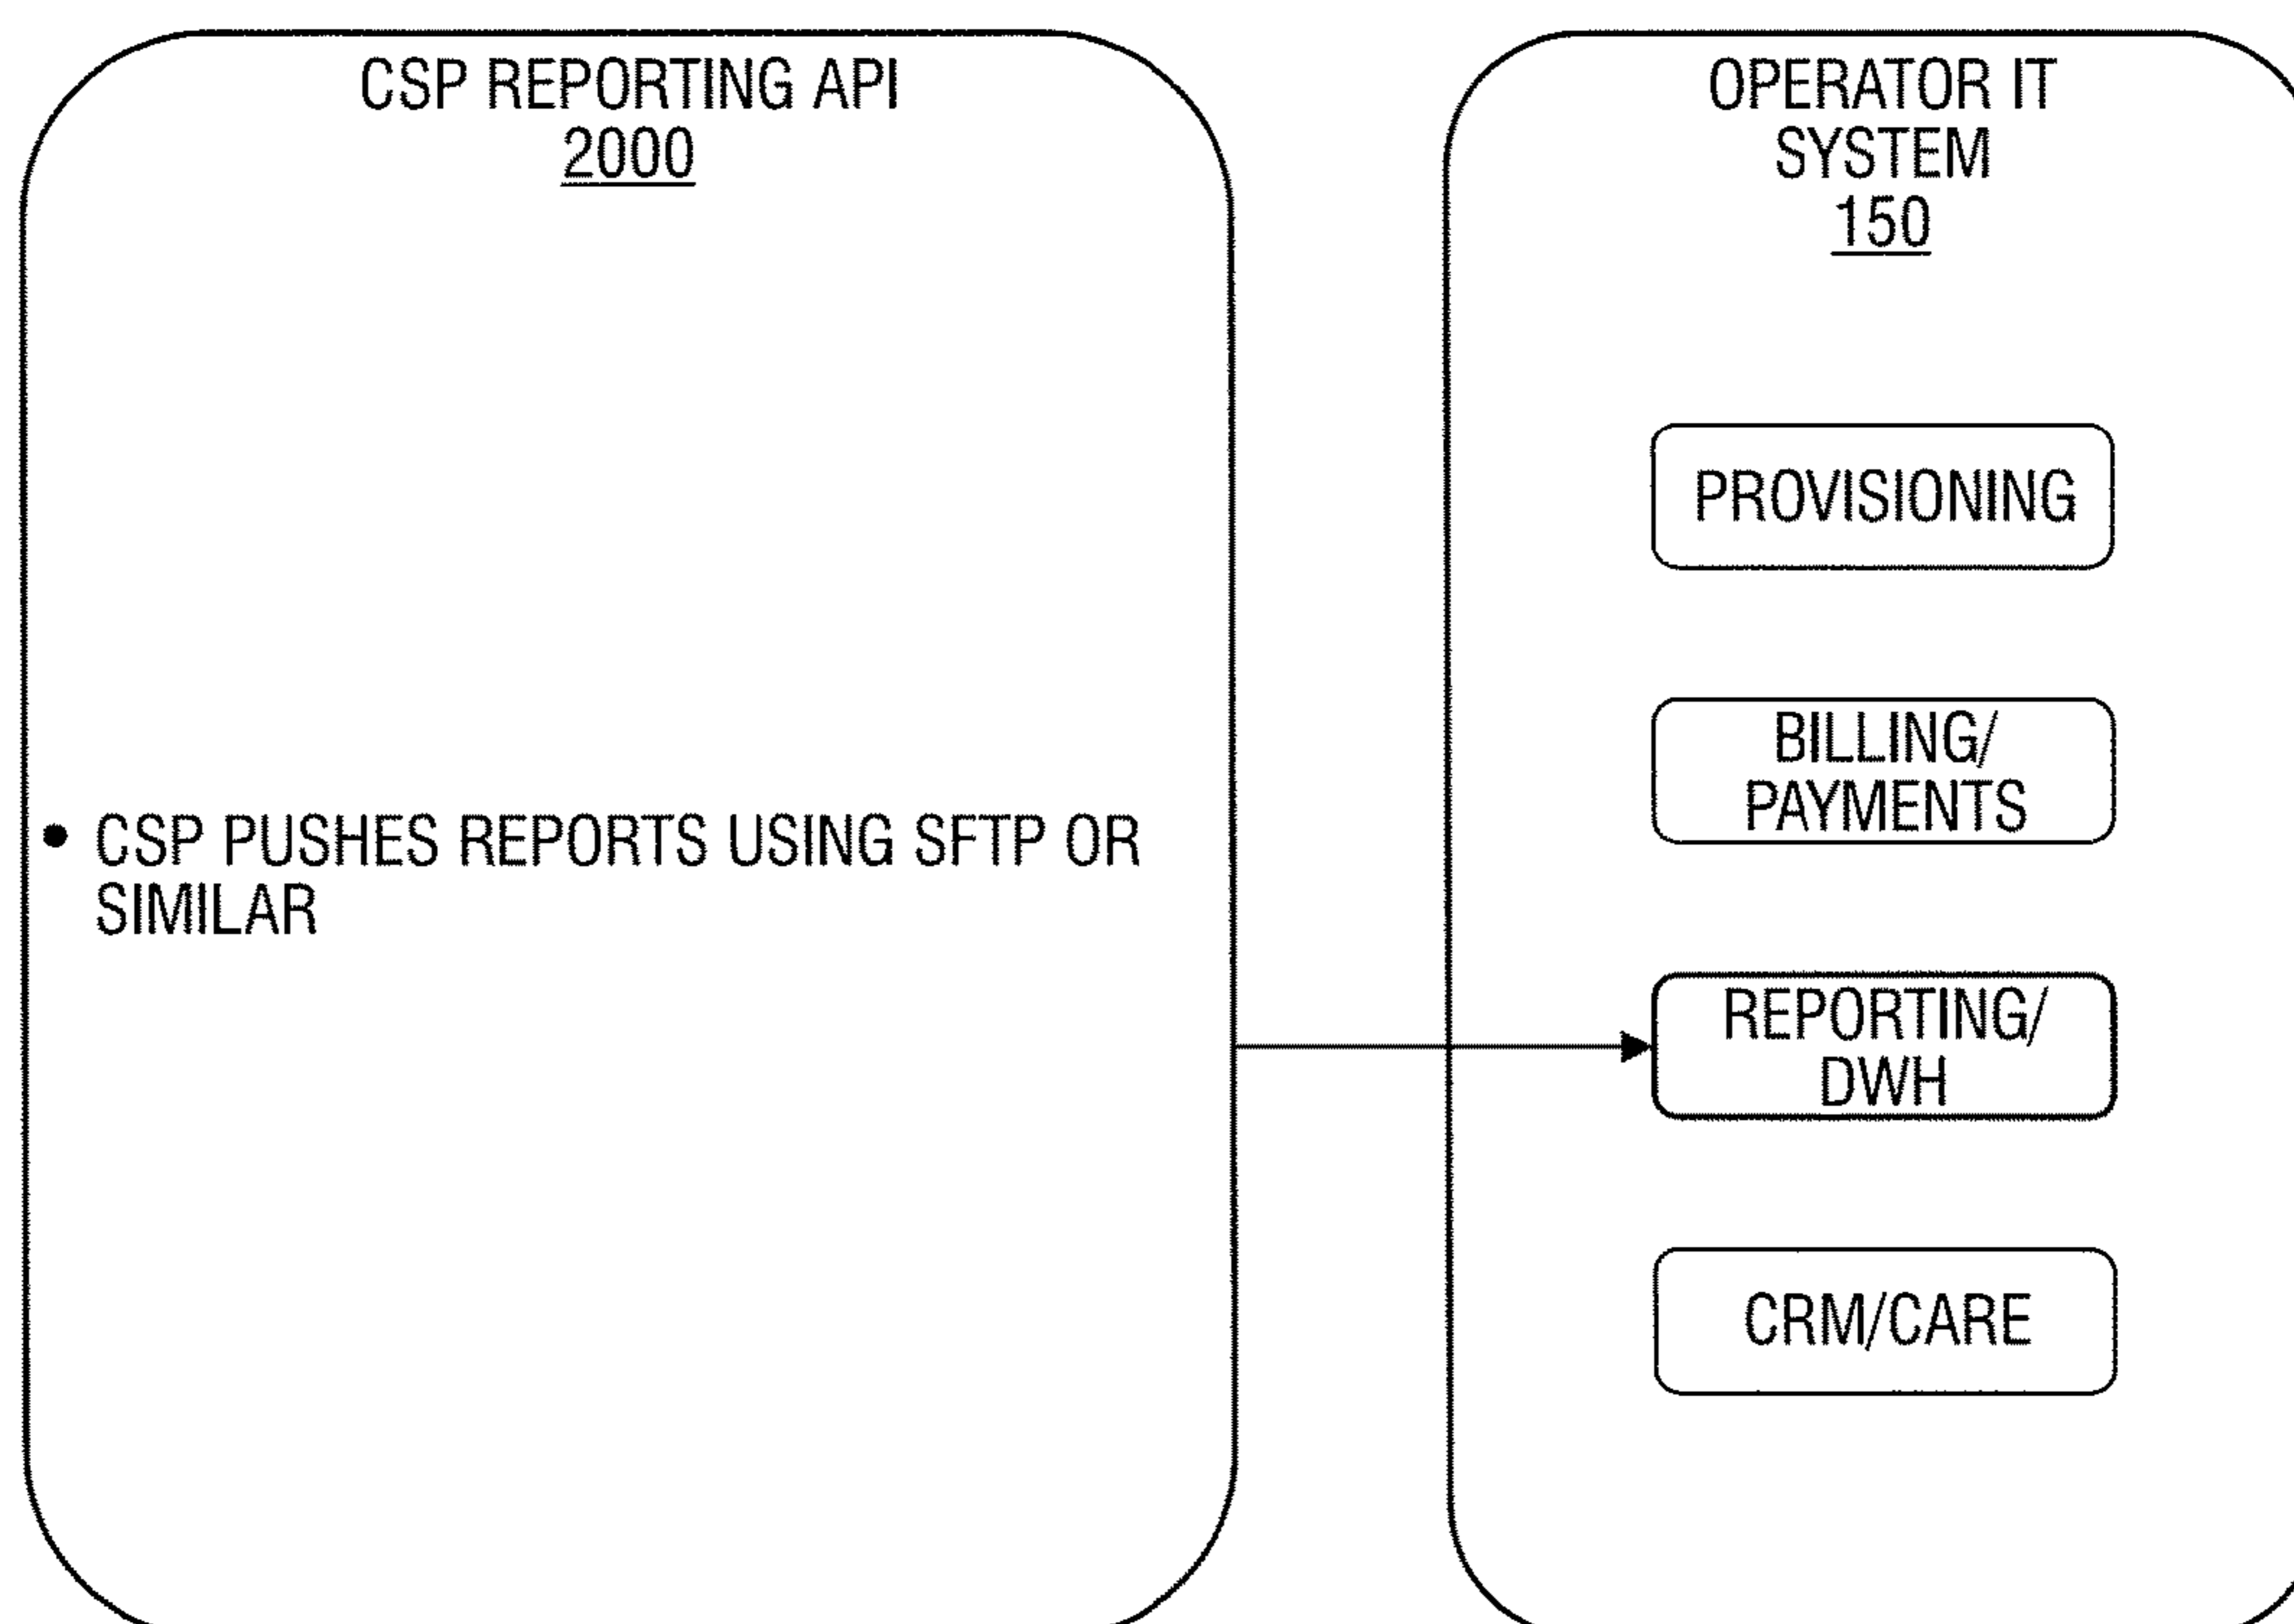 CSP REPORTING API
2000
• CSP PUSHES REPORTS USING SFTP OR
SIMILAR
OPERATOR IT
SYSTEM
150
PROVISIONING
BILLING/
PAYMENTS
REPORTING/
DWH
CRM/CARE